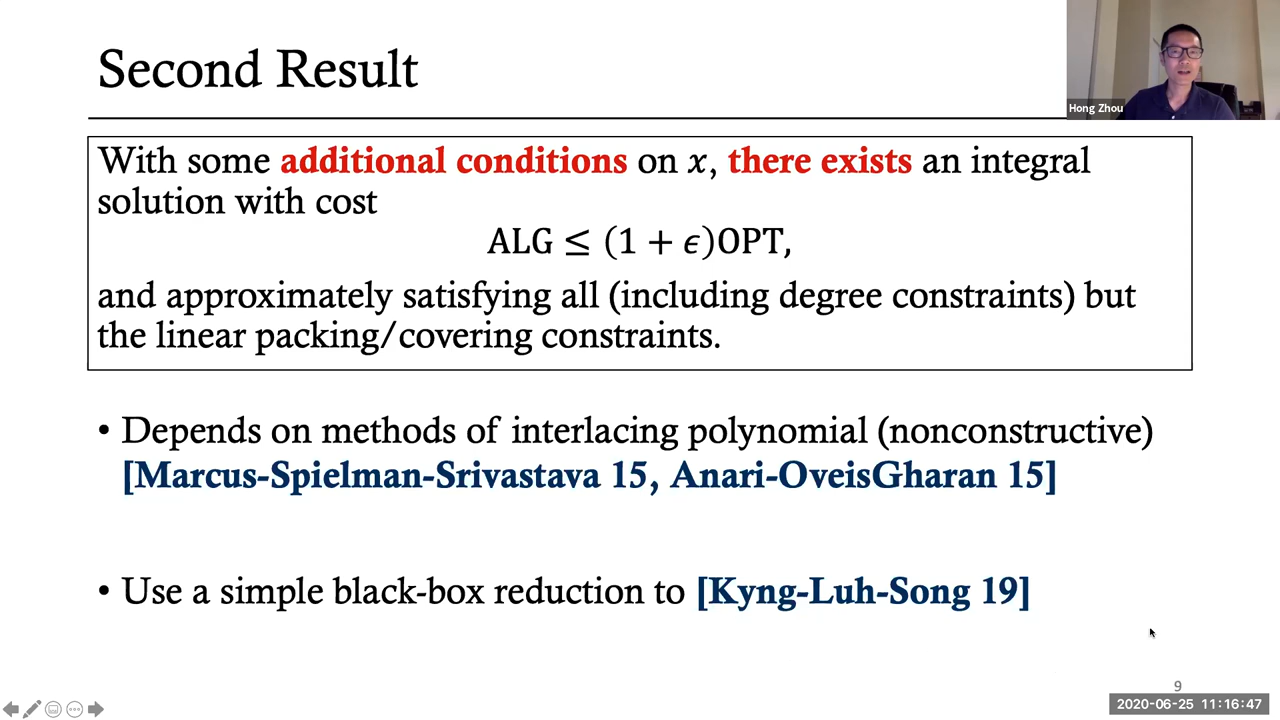 Second Result
Hong Zhou
With some additional conditions on x, there exists an integral
solution with cost
ALG ≤ (1 + ϵ)OPT,
and approximately satisfying all (including degree constraints) but
the linear packing/covering constraints.
• Depends on methods of interlacing polynomial (nonconstructive)
[Marcus-Spielman-Srivastava 15, Anari-OveisGharan 15]
• Use a simple black-box reduction to [Kyng-Luh-Song 19]
9
2020-06-25 11:16:47